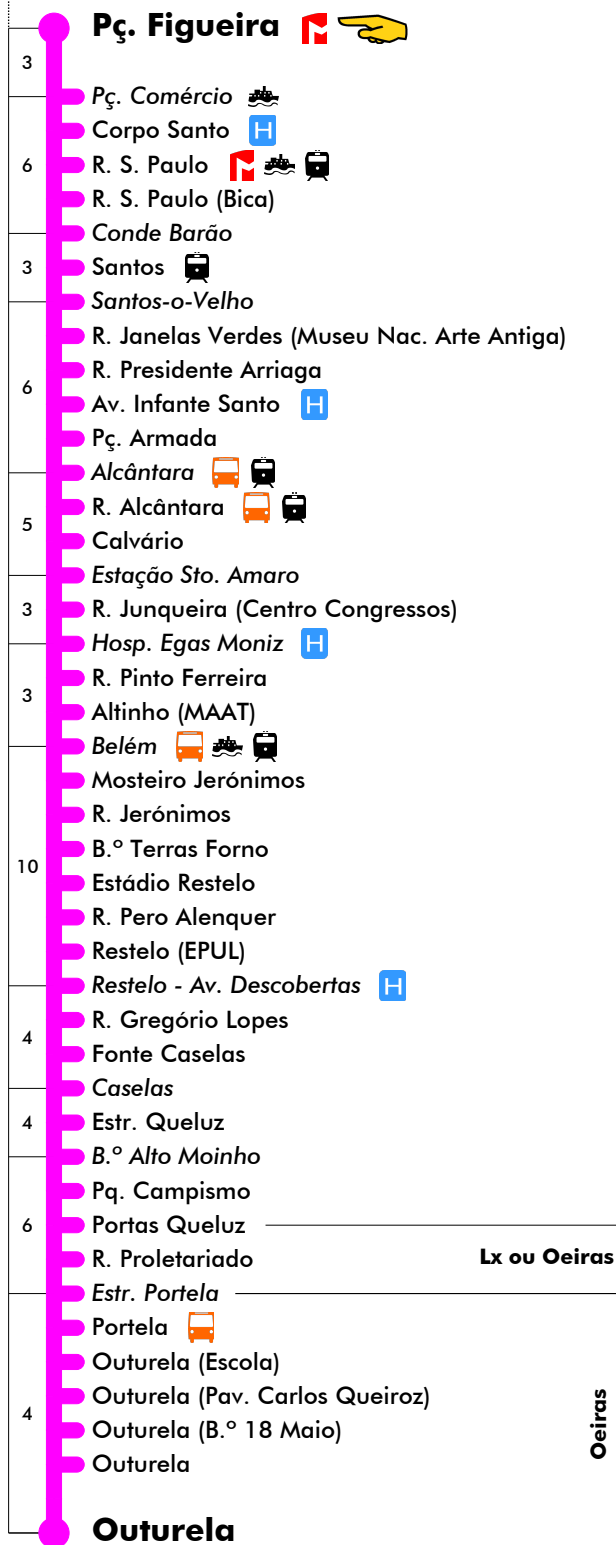 Pç. Figueira
3
Pç. Comércio
Corpo Santo H
6 R. S. Paulo
R. S. Paulo (Bica)
Conde Barão
3 Santos
Santos-o-Velho
R. Janelas Verdes (Museu Nac. Arte Antiga)
R. Presidente Arriaga
6
Av. Infante Santo H
Pç. Armada
Alcântara
R. Alcântara
5
Calvário
Estação Sto. Amaro
3 R. Junqueira (Centro Congressos)
Hosp. Egas Moniz H
R. Pinto Ferreira
3
Altinho (MAAT)
Belém
Mosteiro Jerónimos
R. Jerónimos
B.º Terras Forno
10
Estádio Restelo
R. Pero Alenquer
Restelo (EPUL)
Restelo - Av. Descobertas H
R. Gregório Lopes
4
Fonte Caselas
Caselas
4 Estr. Queluz
B.º Alto Moinho
Pq. Campismo
6 Portas Queluz
R. Proletariado Lx ou Oeiras
Estr. Portela
Portela
Outurela (Escola)
Outurela (Pav. Carlos Queiroz)
4
Outurela (B.º 18 Maio)
Oeiras
Outurela
Outurela